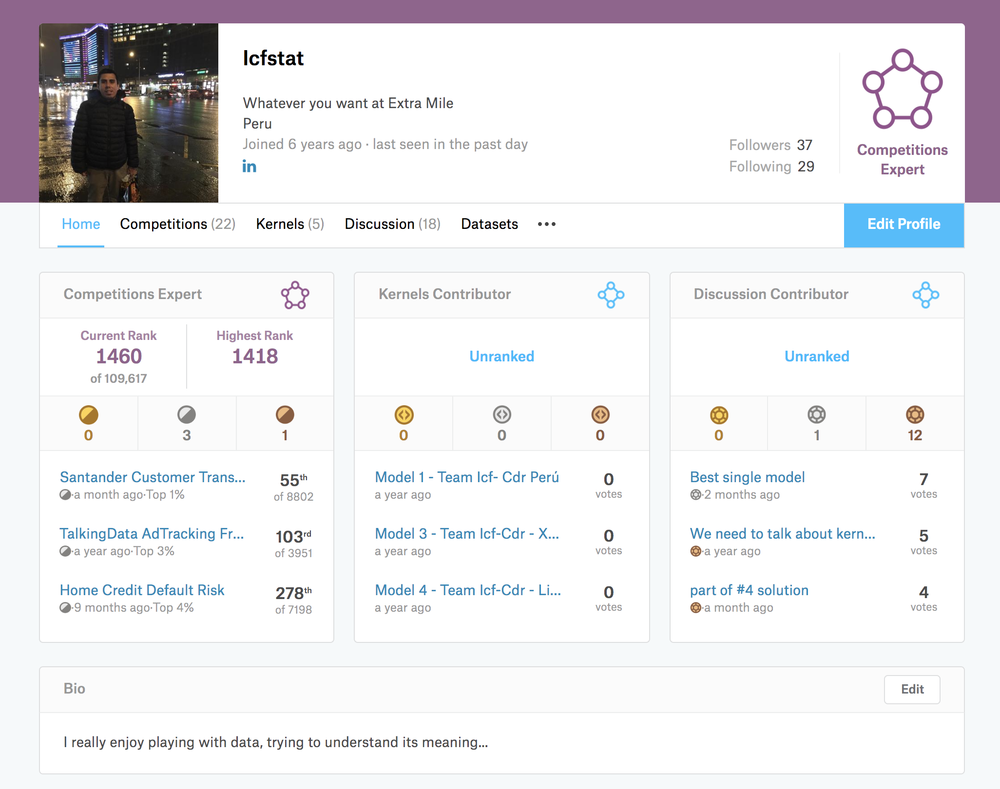 Icfstat
Whatever you want at Extra Mile
Peru
Joined 6 years ago · last seen in the past day
in
Followers 37
Following 29
Competitions
Expert
Home Competitions (22) Kernels (5) Discussion (18) Datasets •••
Edit Profile
Competitions Expert
Current Rank
1460
of 109,617
Highest Rank
1418
0 3 1
Santander Customer Trans...
55th
·a month ago·Top 1%
of 8802
TalkingData AdTracking Fr...
103rd
·a year ago·Top 3%
of 3951
Home Credit Default Risk
278th
·9 months ago·Top 4%
of 7198
Kernels Contributor
Unranked
0 0 0
Model 1 - Team Icf- Cdr Perú
0
a year ago
votes
Model 3 - Team Icf-Cdr - X...
0
a year ago
votes
Model 4 - Team Icf-Cdr - Li...
0
a year ago
votes
Discussion Contributor
Unranked
0 1 12
Best single model
7
·2 months ago
votes
We need to talk about kern...
5
·a year ago
votes
part of #4 solution
4
·a month ago
votes
Bio
Edit
I really enjoy playing with data, trying to understand its meaning...